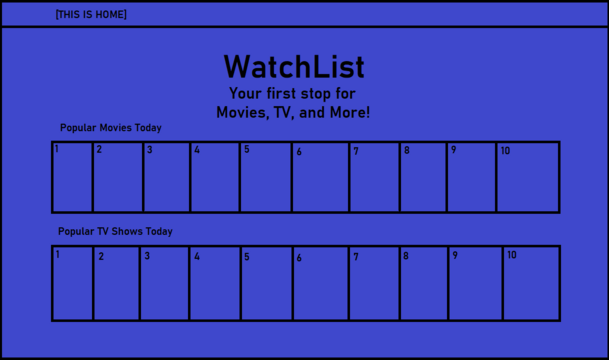 [THIS IS HOME]
WatchList
Your first stop for
Movies, TV, and More!
Popular Movies Today
1 2 3 4 5 6 7 8 9 10
Popular TV Shows Today
1 2 3 4 5 6 7 8 9 10